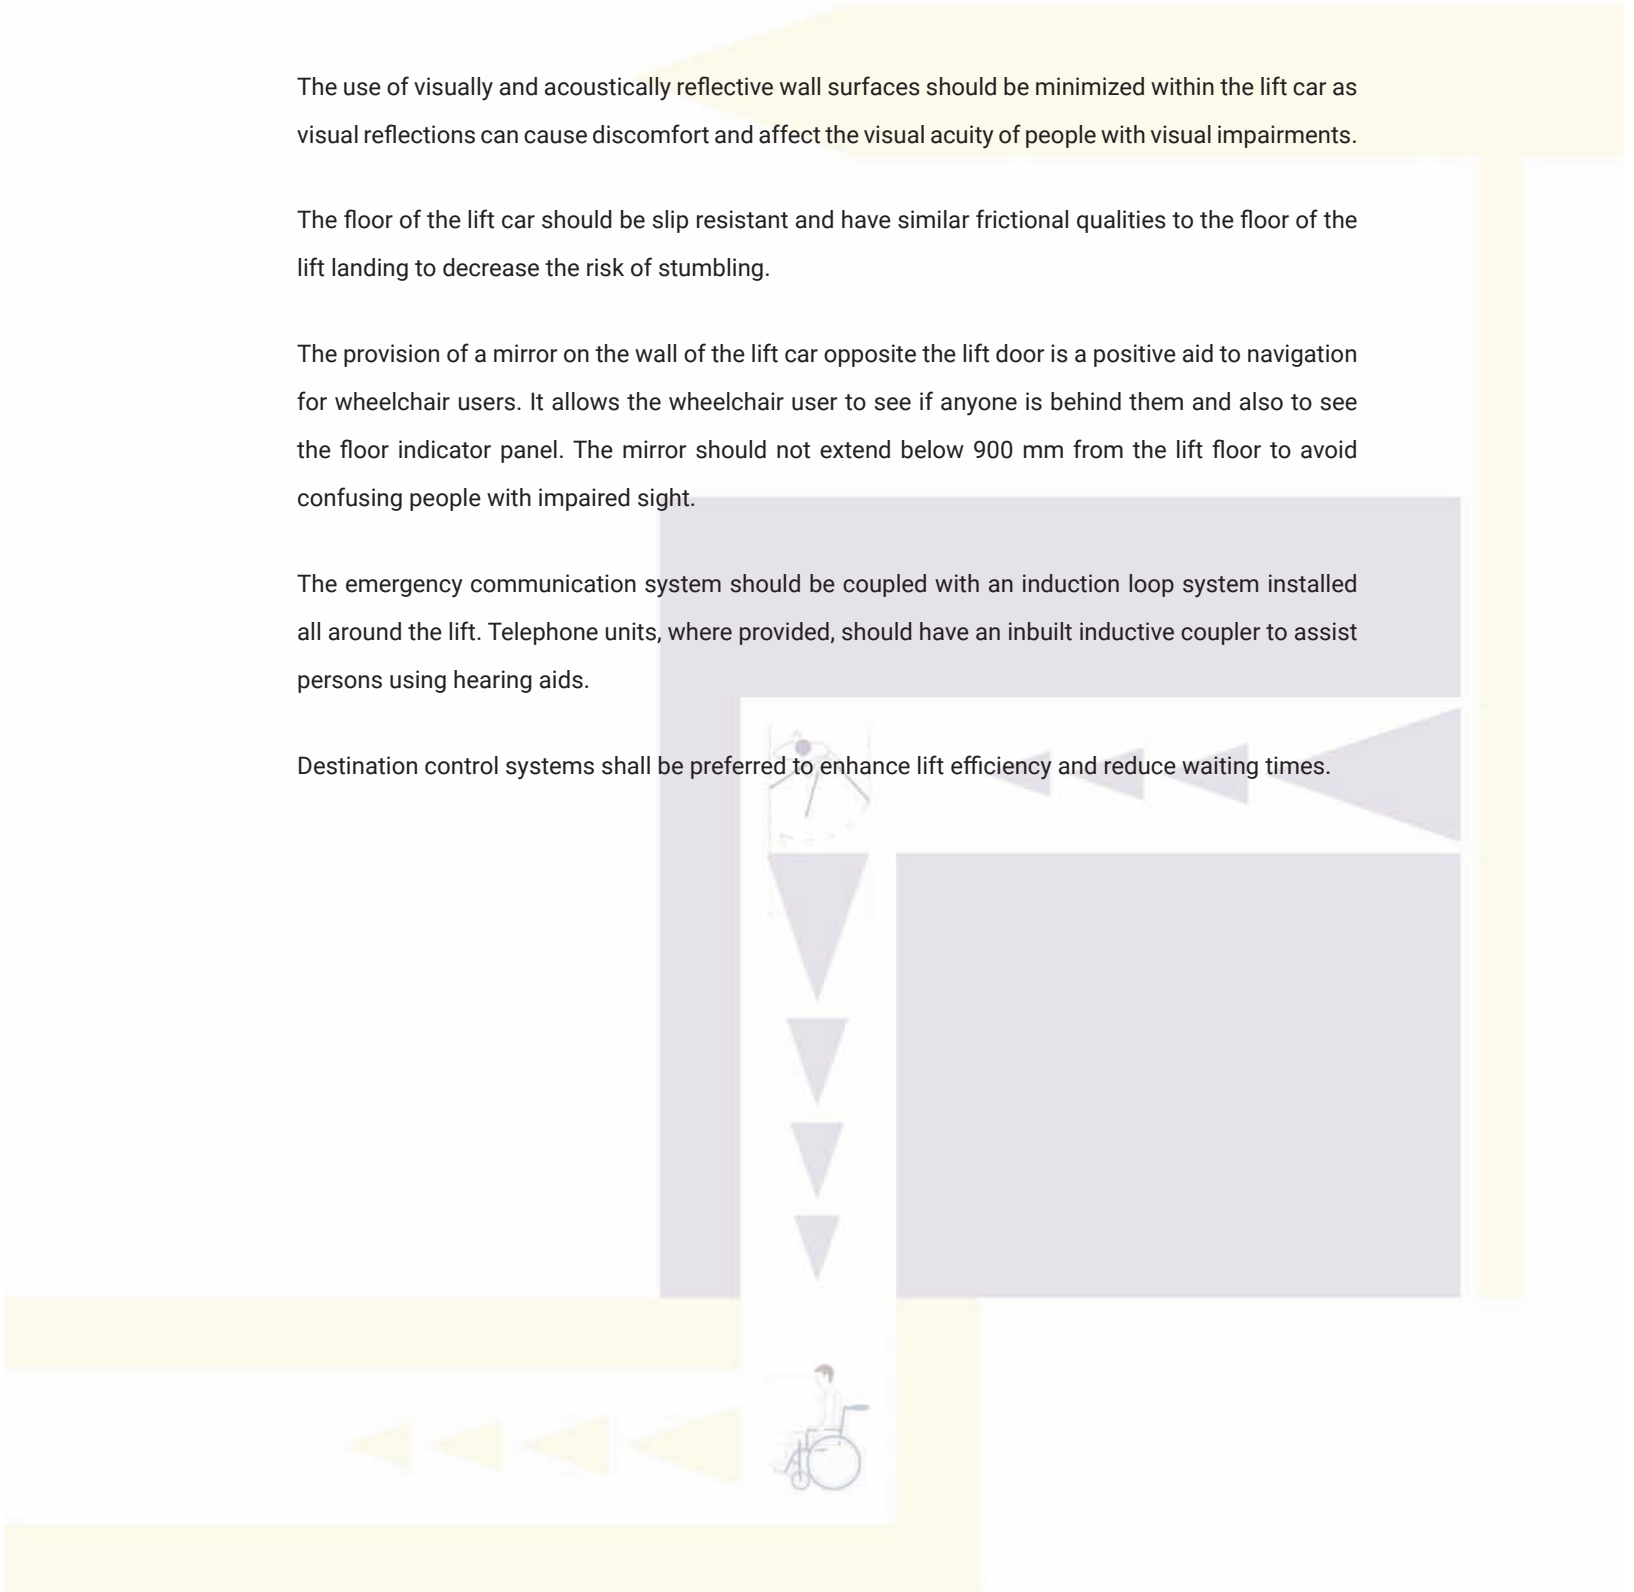 The use of visually and acoustically reflective wall surfaces should be minimized within the lift car as
visual reflections can cause discomfort and affect the visual acuity of people with visual impairments.
The floor of the lift car should be slip resistant and have similar frictional qualities to the floor of the
lift landing to decrease the risk of stumbling.
The provision of a mirror on the wall of the lift car opposite the lift door is a positive aid to navigation
for wheelchair users. It allows the wheelchair user to see if anyone is behind them and also to see
the floor indicator panel. The mirror should not extend below 900 mm from the lift floor to avoid
confusing people with impaired sight.
The emergency communication system should be coupled with an induction loop system installed
all around the lift. Telephone units, where provided, should have an inbuilt inductive coupler to assist
persons using hearing aids.
Destination control systems shall be preferred to enhance lift efficiency and reduce waiting times.